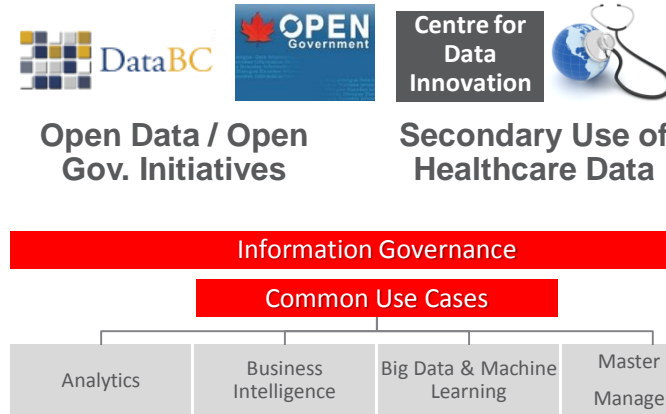 DataBC
OPEN
Government
Centre for
Data
Innovation
Open Data / Open
Gov. Initiatives
Secondary Use of
Healthcare Data
Information Governance
Common Use Cases
Analytics
Business
Intelligence
Big Data & Machine
Learning
Master
Manage